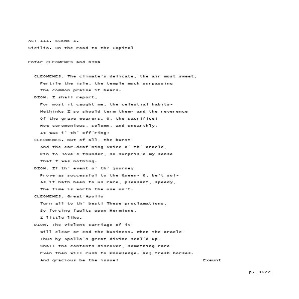 ACT III. SCENE I.
Sicilia. On the road to the Capital
Enter CLEOMENES and DION
CLEOMENES. The climate's delicate, the air most sweet,
Fertile the isle, the temple much surpassing
The common praise it bears.
DION. I shall report,
For most it caught me, the celestial habits-
Methinks I so should term them- and the reverence
Of the grave wearers. O, the sacrifice!
How ceremonious, solemn, and unearthly,
It was i' th' off'ring!
CLEOMENES. But of all, the burst
And the ear-deaf'ning voice o' th' oracle,
Kin to Jove's thunder, so surpris'd my sense
That I was nothing.
DION. If th' event o' th' journey
Prove as successful to the Queen- O, be't so!-
As it hath been to us rare, pleasant, speedy,
The time is worth the use on't.
CLEOMENES. Great Apollo
Turn all to th' best! These proclamations,
So forcing faults upon Hermione,
I little like.
DION. The violent carriage of it
Will clear or end the business. When the oracle-
Thus by Apollo's great divine seal'd up-
Shall the contents discover, something rare
Even then will rush to knowledge. Go; fresh horses.
And gracious be the issue! Exeunt
p.